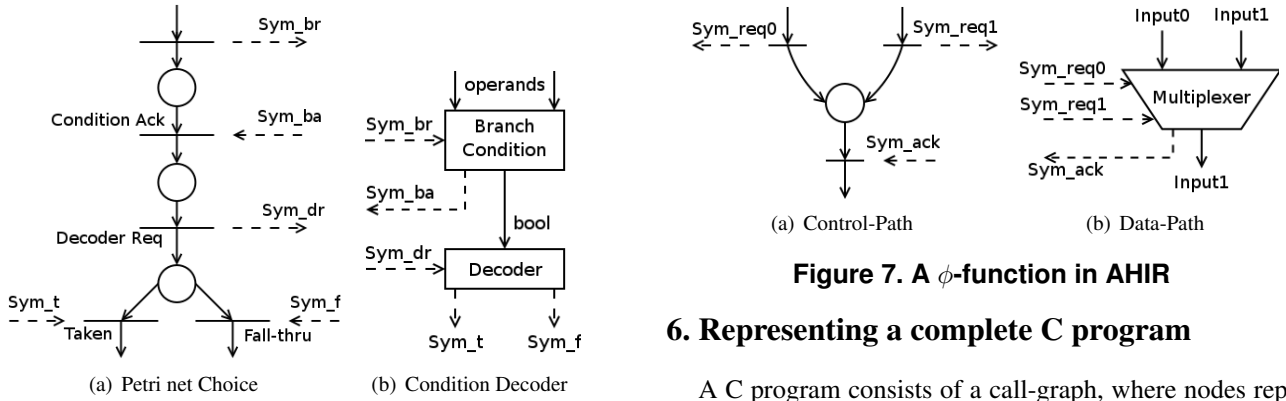 Sym_br
Condition Ack
Sym_ba
Sym_dr
Decoder Req
Sym_t
Sym_f
Taken
Fall-thru
(a) Petri net Choice
operands
Sym_br
Branch
Condition
Sym_ba
bool
Sym_dr
Decoder
Sym_t
Sym_f
(b) Condition Decoder
Sym_req0
Sym_req1
Sym_ack
(a) Control-Path
Input0
Input1
Sym_req0
Sym_req1
Multiplexer
Sym_ack
Input1
(b) Data-Path
Figure 7. A ϕ-function in AHIR
6. Representing a complete C program
A C program consists of a call-graph, where nodes rep